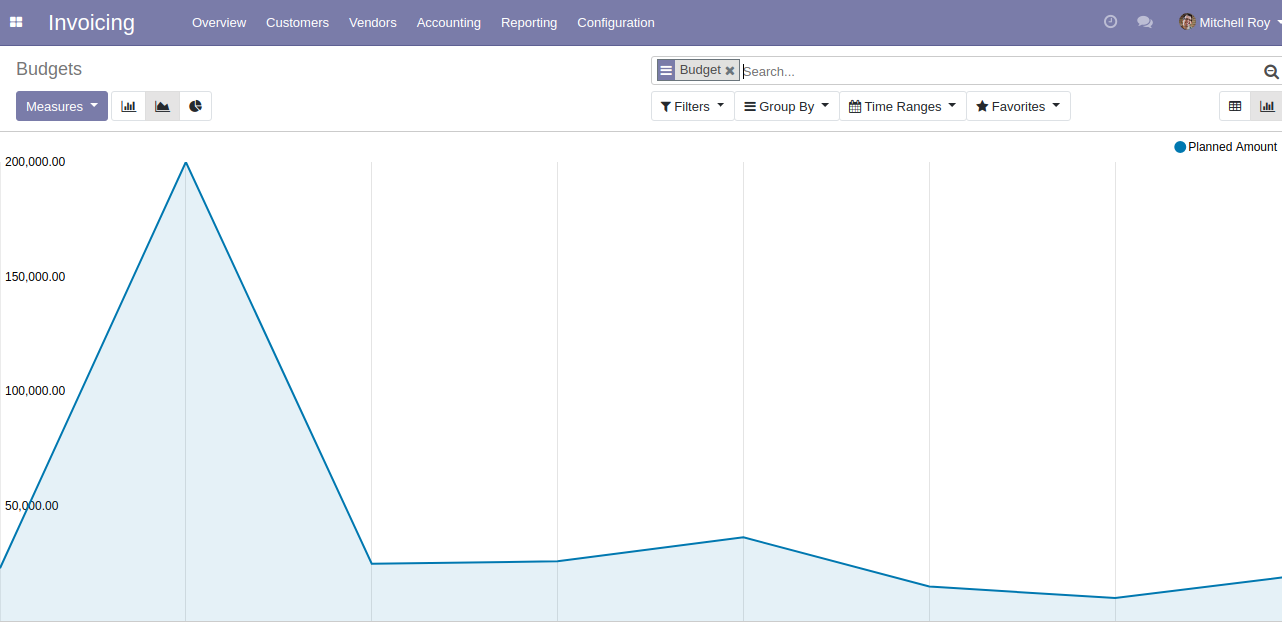 Invoicing Overview Customers Vendors Accounting Reporting Configuration Mitchell Roy
Budgets
Budget Search...
Measures Filters Group By Time Ranges Favorites
Planned Amount
200,000.00
150,000.00
100,000.00
50,000.00